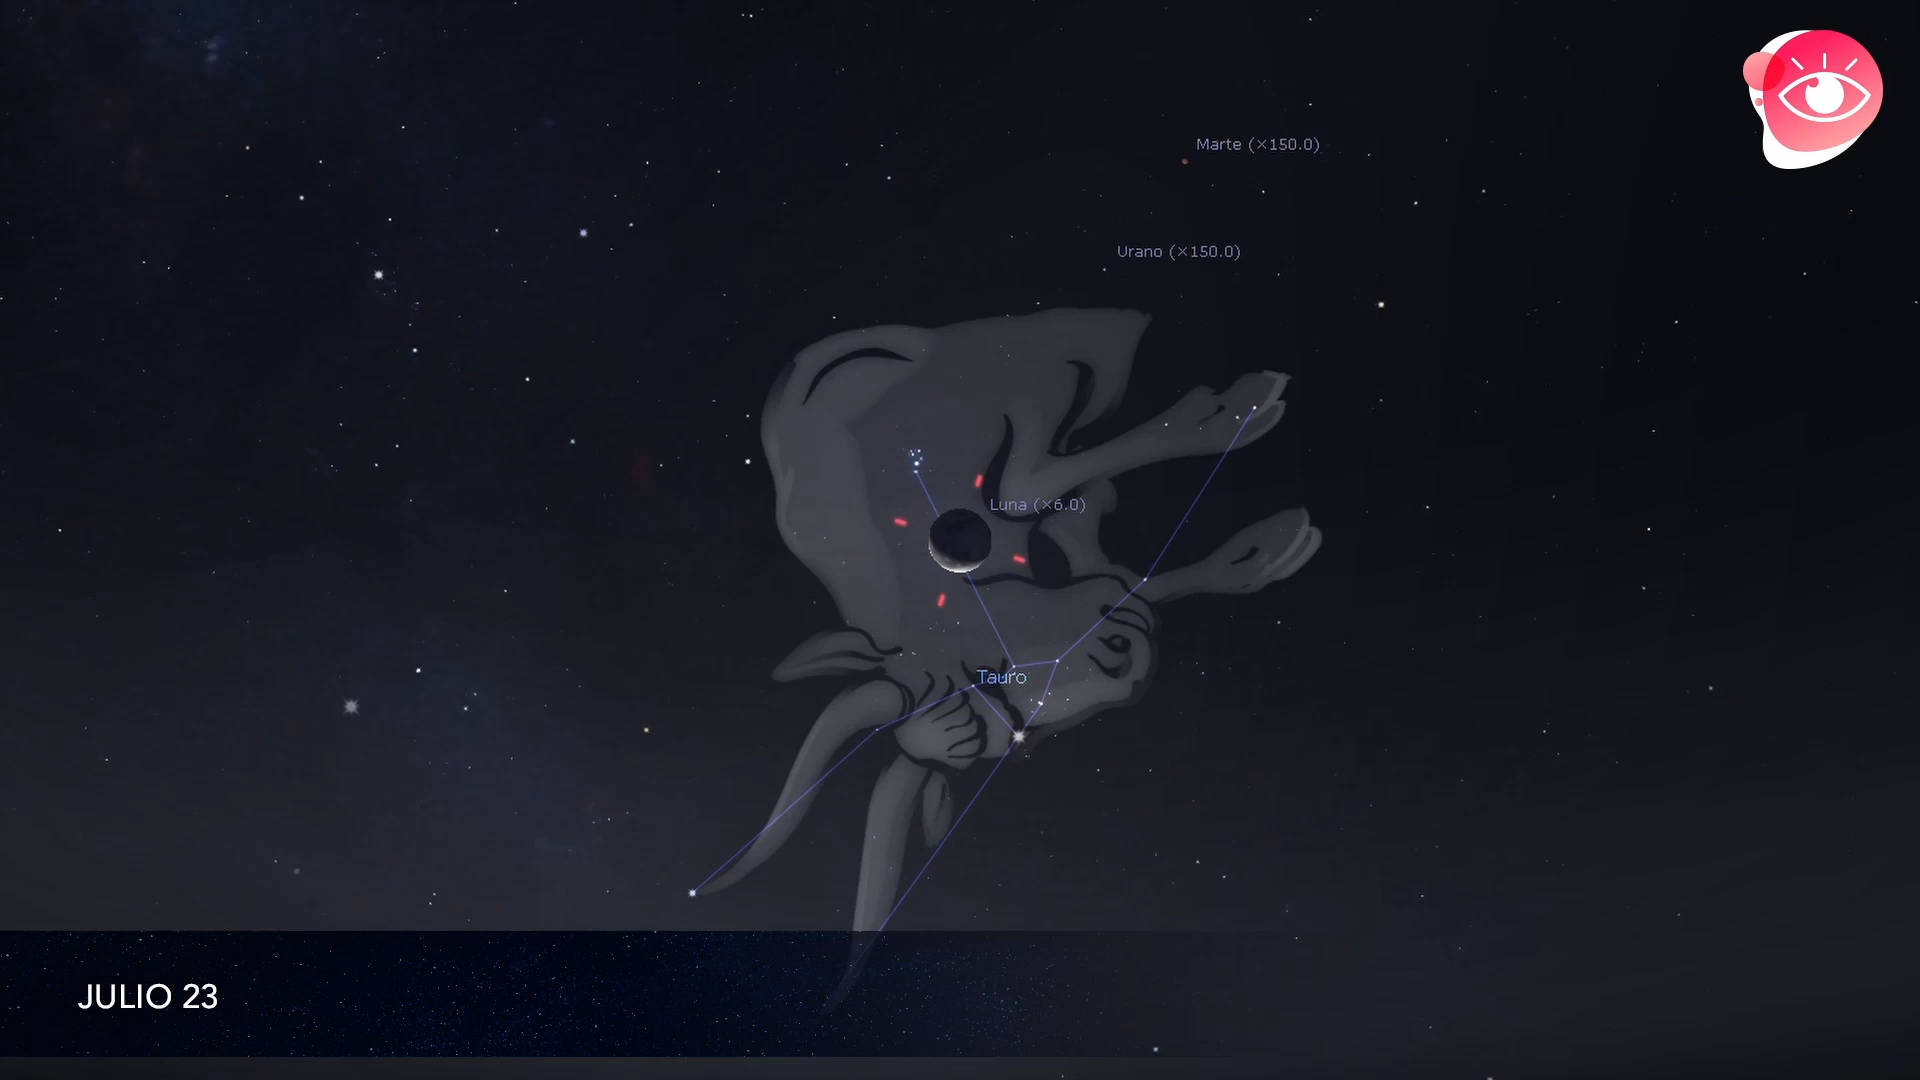 Marte (×150.0)
Urano (×150.0)
Luna (×6.0)
Tauro
JULIO 23